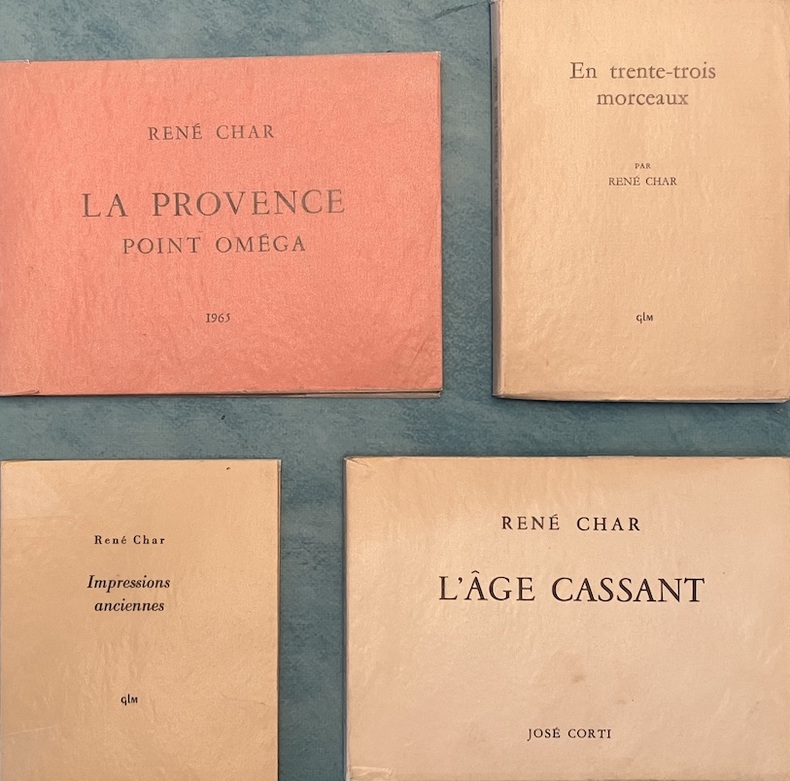 RENÉ CHAR
LA PROVENCE
POINT OMÉGA
1965
En trente-trois
morceaux
PAR
RENÉ CHAR
GLM
René Char
Impressions
anciennes
GLM
RENÉ CHAR
L'ÂGE CASSANT
JOSÉ CORTI